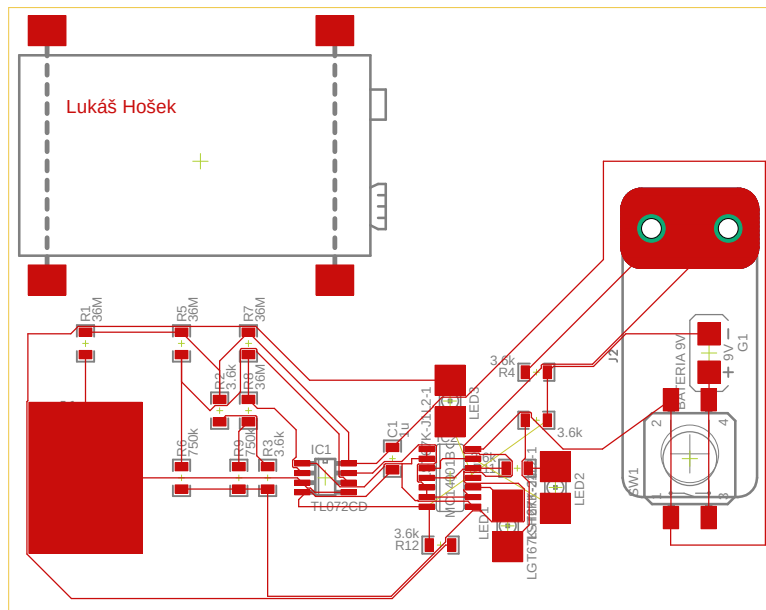 Lukáš Hošek
R1
36M
R5
36M
R7
36M
R2
3.6k
R8
36M
R6
750k
R9
750k
R3
3.6k
IC1
TL072CD
C1
1u
LED3
3.6k
R4
3.6k
MC14001B
LED1
LED2
3.6k
R12
J2
BATERIA 9V
9V
G1
+
−
SW1
2
4
1
3